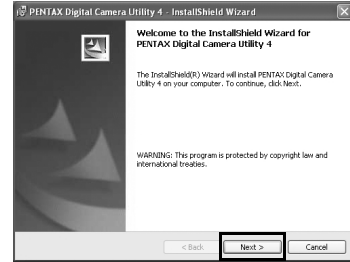 PENTAX Digital Camera Utility 4 - InstallShield Wizard
Welcome to the InstallShield Wizard for
PENTAX Digital Camera Utility 4
The InstallShield(R) Wizard will install PENTAX Digital Camera
Utility 4 on your computer. To continue, click Next.
WARNING: This program is protected by copyright law and
international treaties.
< Back Next > Cancel